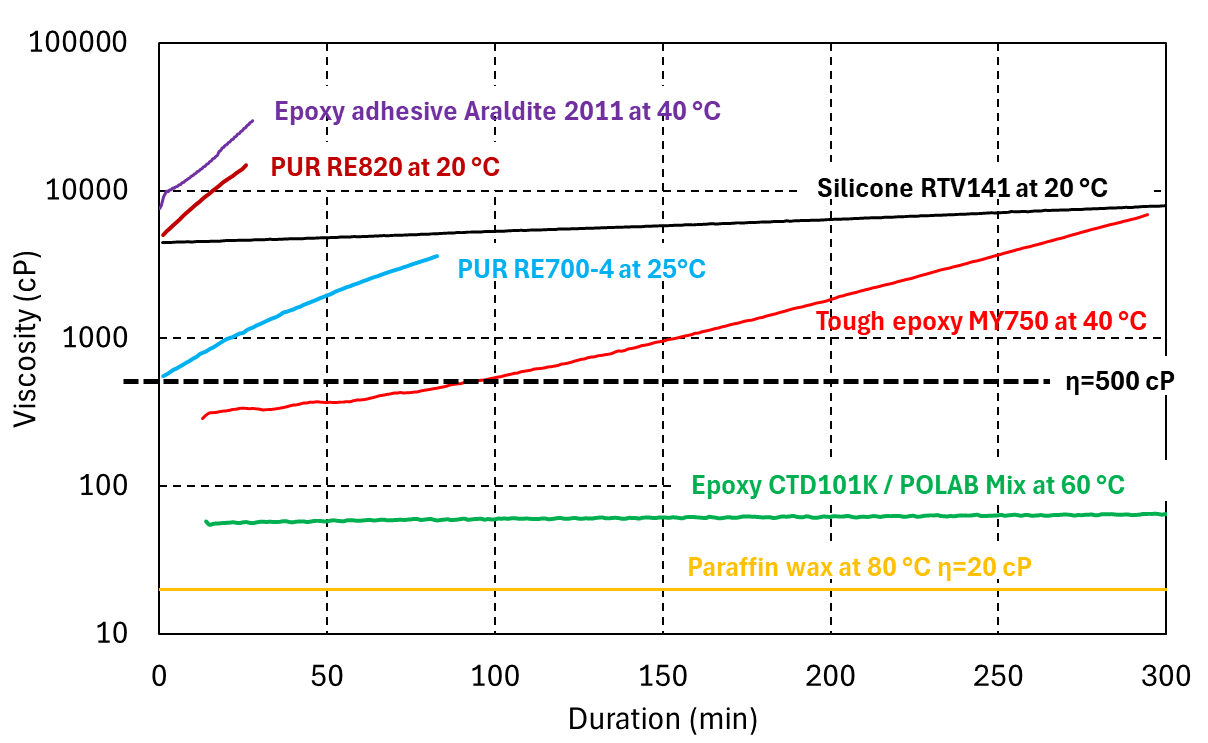 100000
Epoxy adhesive Araldite 2011 at 40 °C
PUR RE820 at 20 °C
10000
Silicone RTV141 at 20 °C
PUR RE700-4 at 25°C
Viscosity (cP)
1000
Tough epoxy MY750 at 40 °C
η=500 cP
100
Epoxy CTD101K / POLAB Mix at 60 °C
Paraffin wax at 80 °C η=20 cP
10
0 50 100 150 200 250 300
Duration (min)